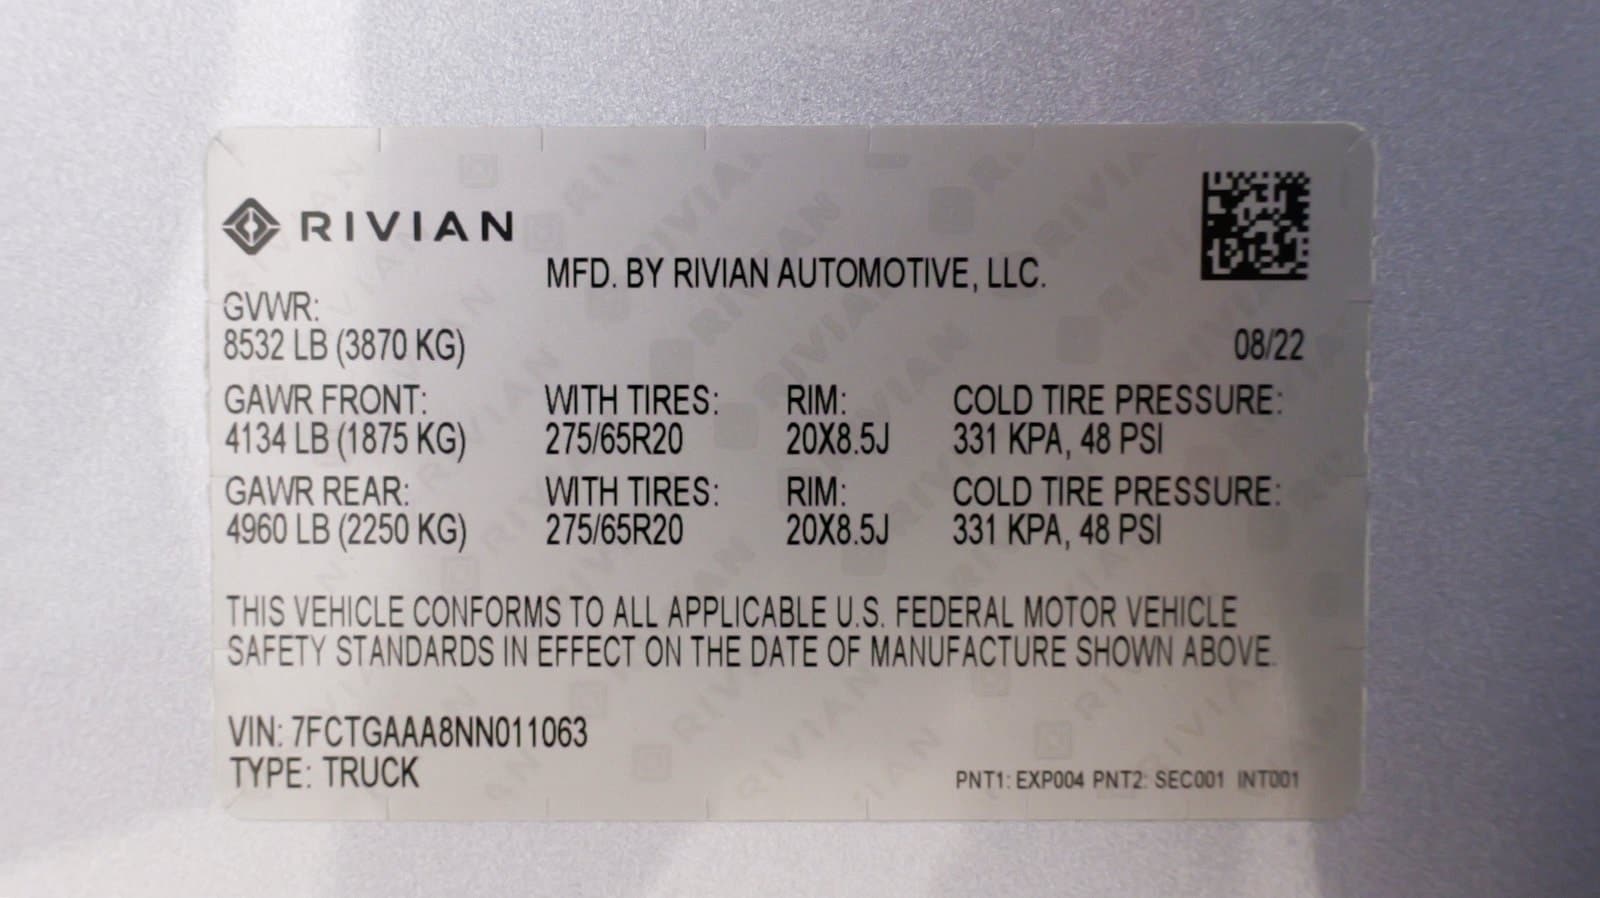 RIVIAN
MFD. BY RIVIAN AUTOMOTIVE, LLC.
GVWR:
8532 LB (3870 KG)
08/22
GAWR FRONT: WITH TIRES: RIM: COLD TIRE PRESSURE:
4134 LB (1875 KG) 275/65R20 20X8.5J 331 KPA, 48 PSI
GAWR REAR: WITH TIRES: RIM: COLD TIRE PRESSURE:
4960 LB (2250 KG) 275/65R20 20X8.5J 331 KPA, 48 PSI
THIS VEHICLE CONFORMS TO ALL APPLICABLE U.S. FEDERAL MOTOR VEHICLE
SAFETY STANDARDS IN EFFECT ON THE DATE OF MANUFACTURE SHOWN ABOVE.
VIN: 7FCTGAAA8NN011063
TYPE: TRUCK
PNT1: EXP004 PNT2: SEC001 INT001